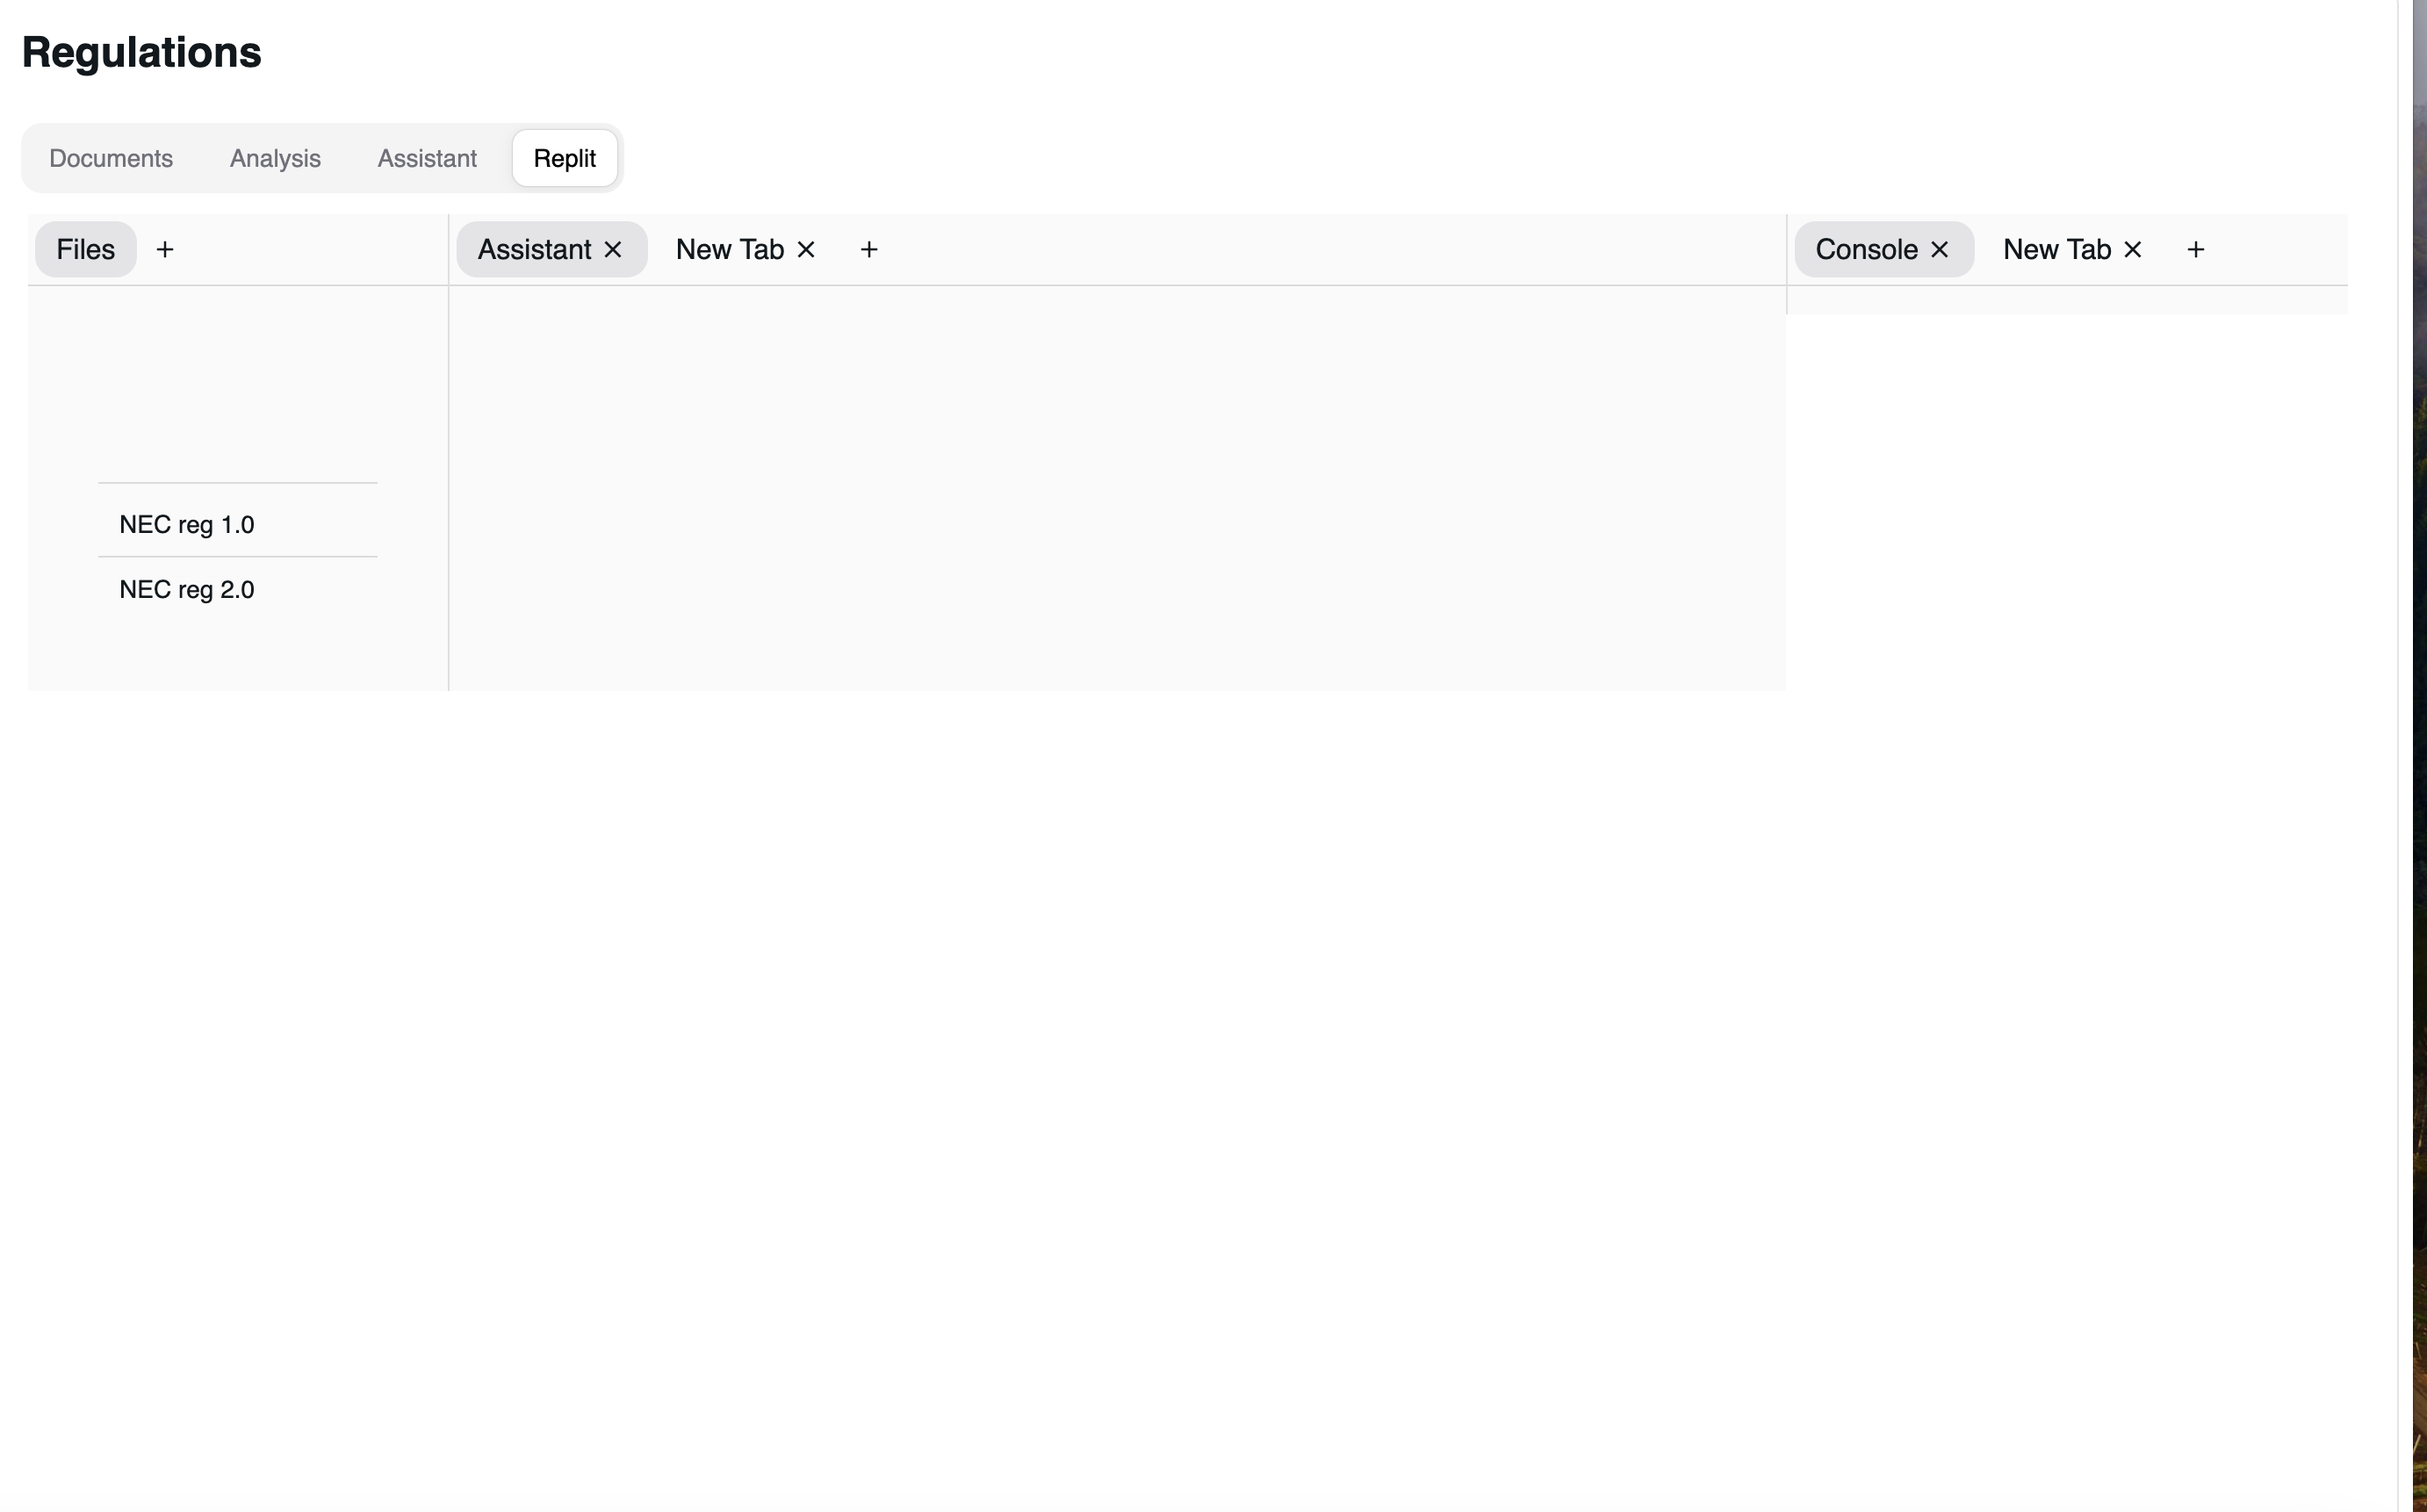 Regulations
Documents Analysis Assistant Replit
Files + Assistant × New Tab × + Console × New Tab × +
NEC reg 1.0
NEC reg 2.0